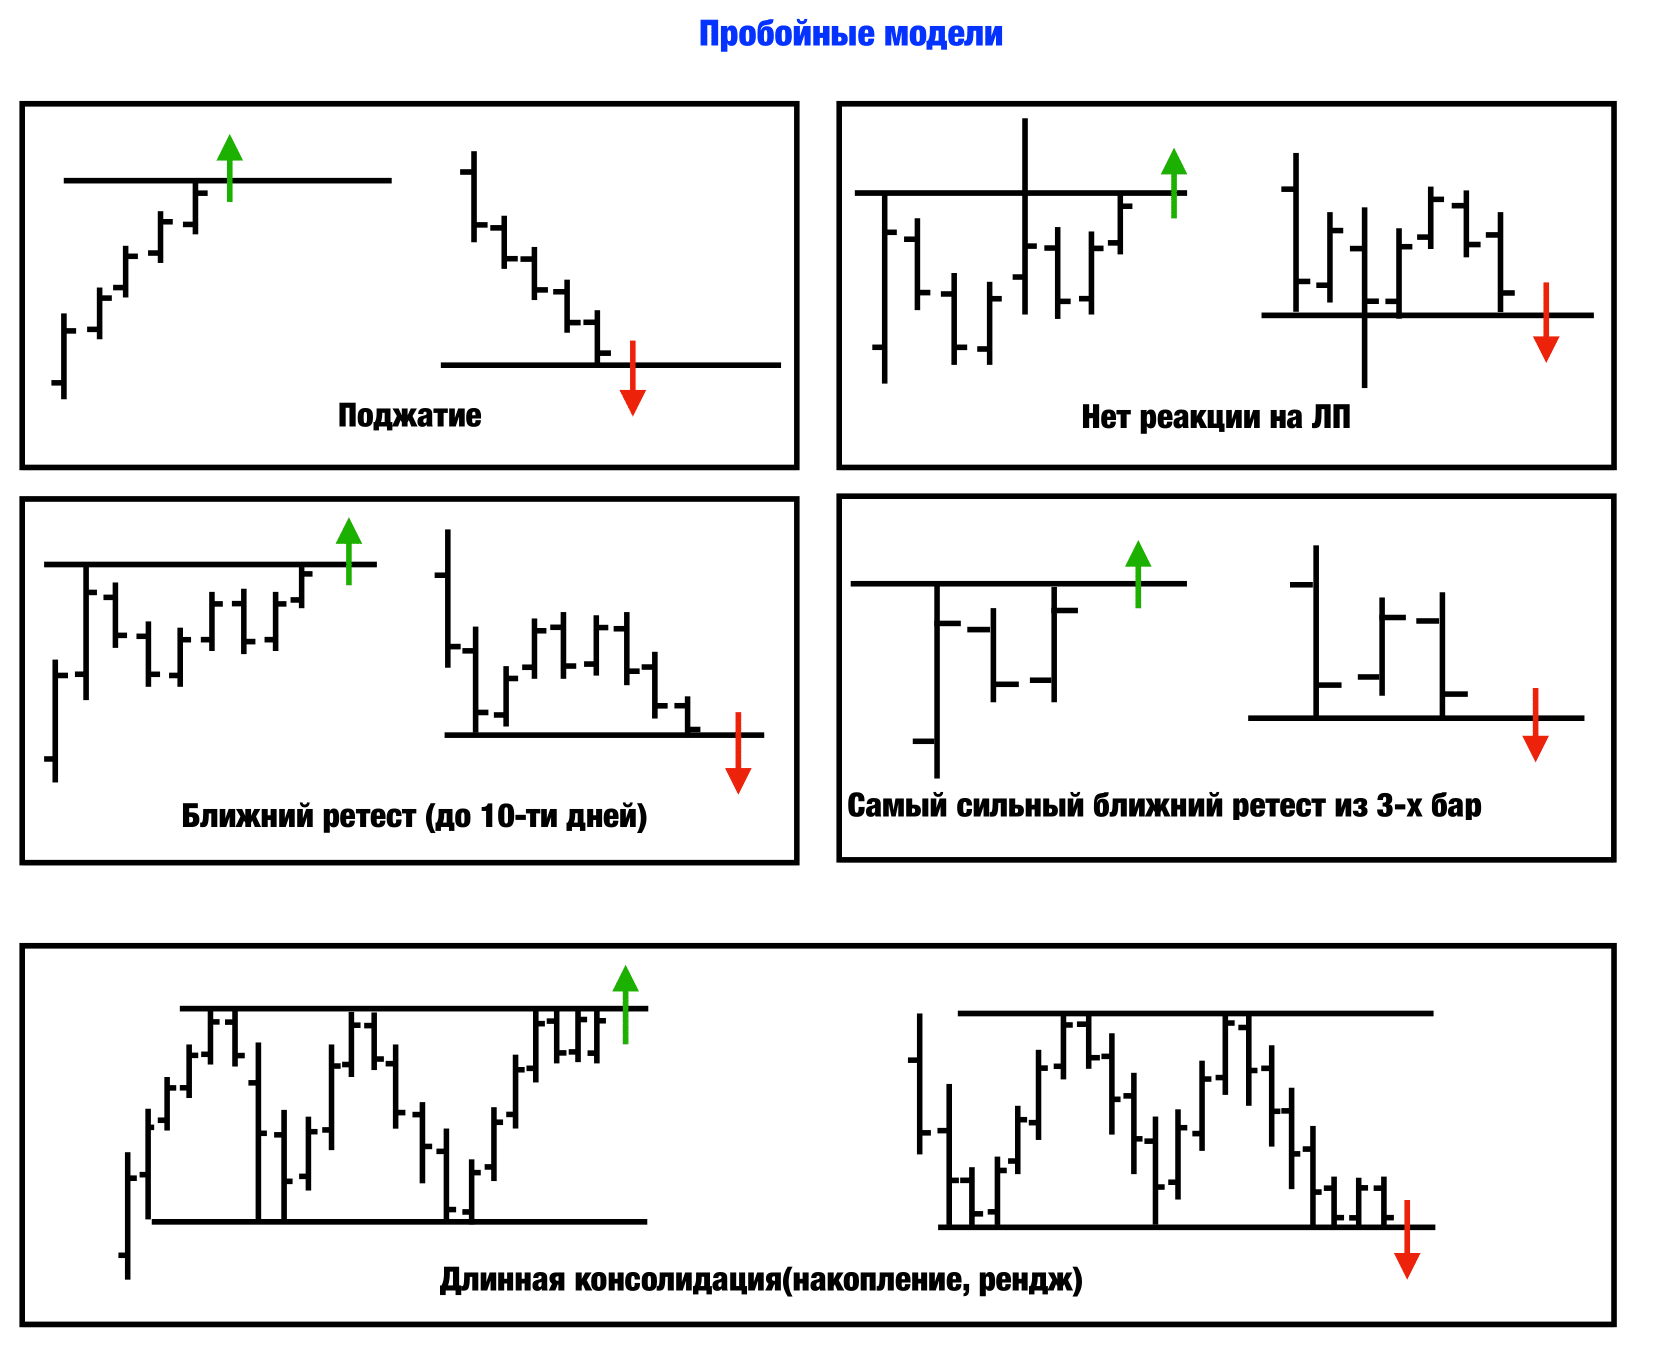 Пробойные модели
Поджатие
Нет реакции на ЛП
Ближний ретест (до 10-ти дней)
Самый сильный ближний ретест из 3-х бар
Длинная консолидация(накопление, рендж)